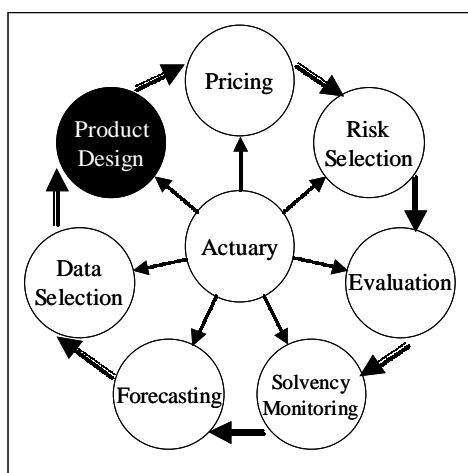 Pricing
Product
Design
Risk
Selection
Actuary
Data
Selection
Evaluation
Forecasting
Solvency
Monitoring